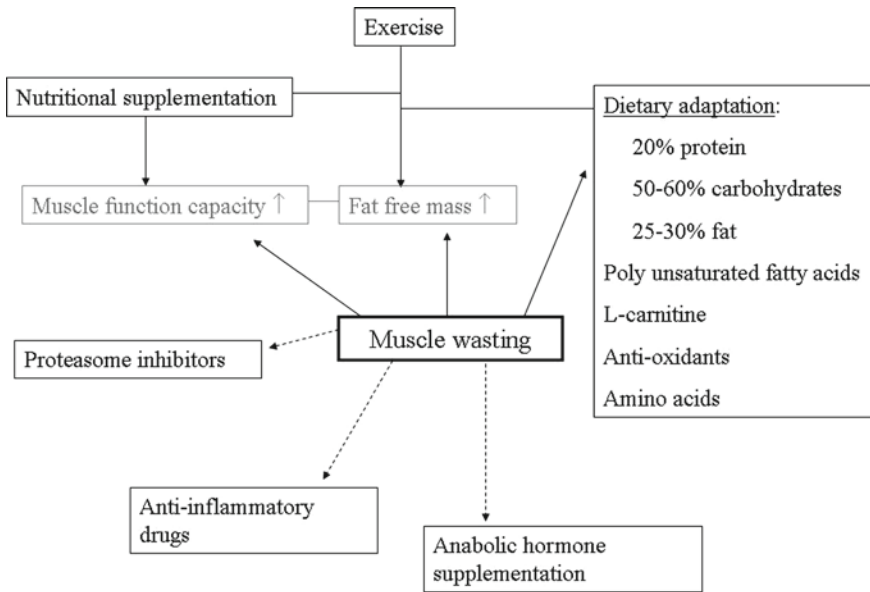 Exercise
Nutritional supplementation
Dietary adaptation:
20% protein
50-60% carbohydrates
25-30% fat
Poly unsaturated fatty acids
L-carnitine
Anti-oxidants
Amino acids
Muscle function capacity ↑
Fat free mass ↑
Muscle wasting
Proteasome inhibitors
Anti-inflammatory
drugs
Anabolic hormone
supplementation